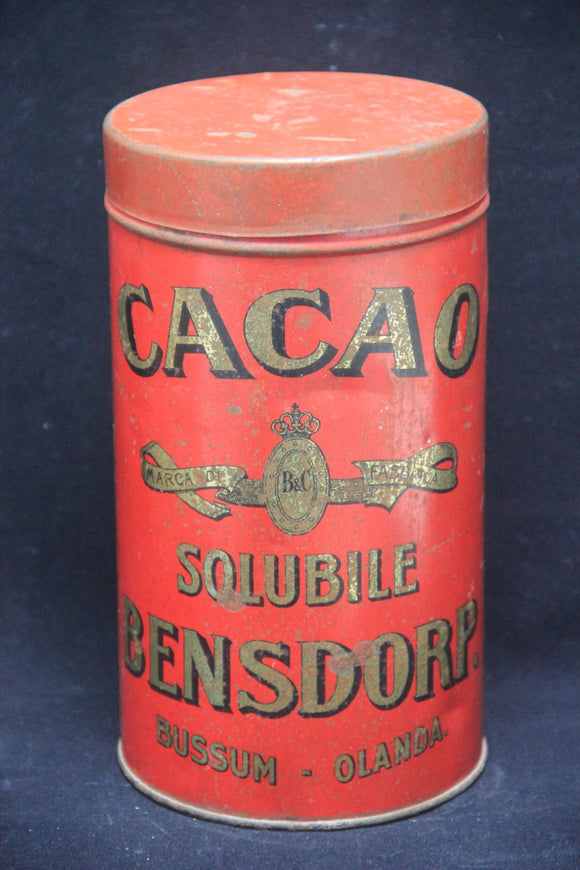 CACAO
MARCA DI B&C FABBRICA
SOLUBILE
BENSDORP.
BUSSUM - OLANDA.